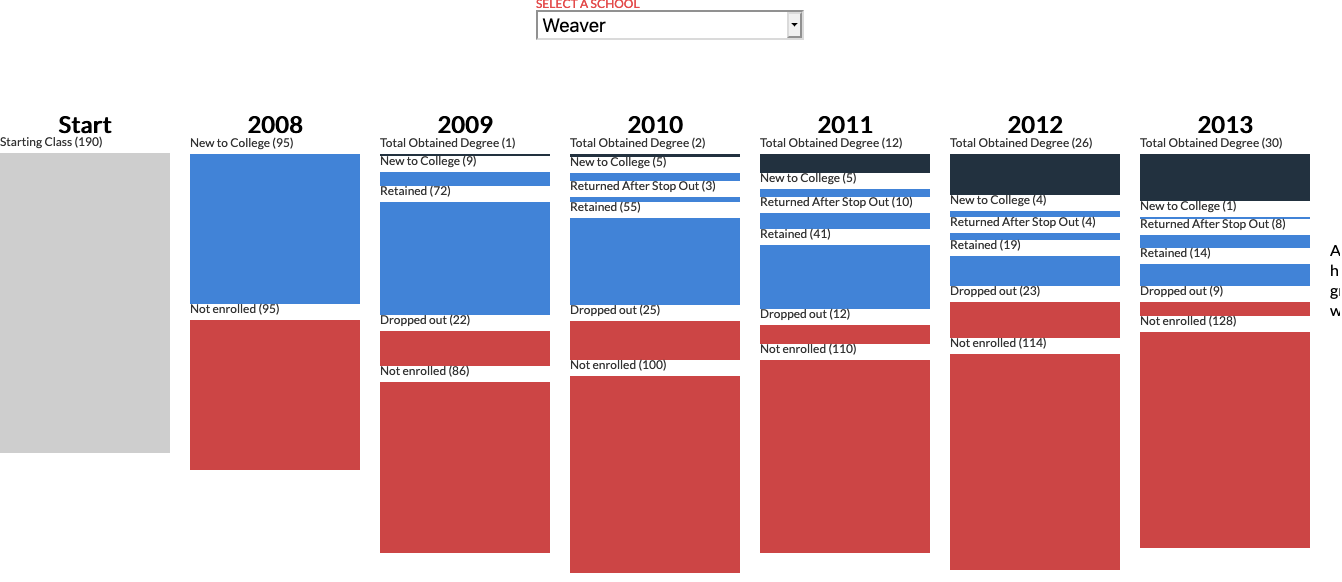 SELECT A SCHOOL
Weaver
Start
Starting Class (190)
2008
New to College (95)
Not enrolled (95)
2009
Total Obtained Degree (1)
New to College (9)
Retained (72)
Dropped out (22)
Not enrolled (86)
2010
Total Obtained Degree (2)
New to College (5)
Returned After Stop Out (3)
Retained (55)
Dropped out (25)
Not enrolled (100)
2011
Total Obtained Degree (12)
New to College (5)
Returned After Stop Out (10)
Retained (41)
Dropped out (12)
Not enrolled (110)
2012
Total Obtained Degree (26)
New to College (4)
Returned After Stop Out (4)
Retained (19)
Dropped out (23)
Not enrolled (114)
2013
Total Obtained Degree (30)
New to College (1)
Returned After Stop Out (8)
Retained (14)
Dropped out (9)
Not enrolled (128)